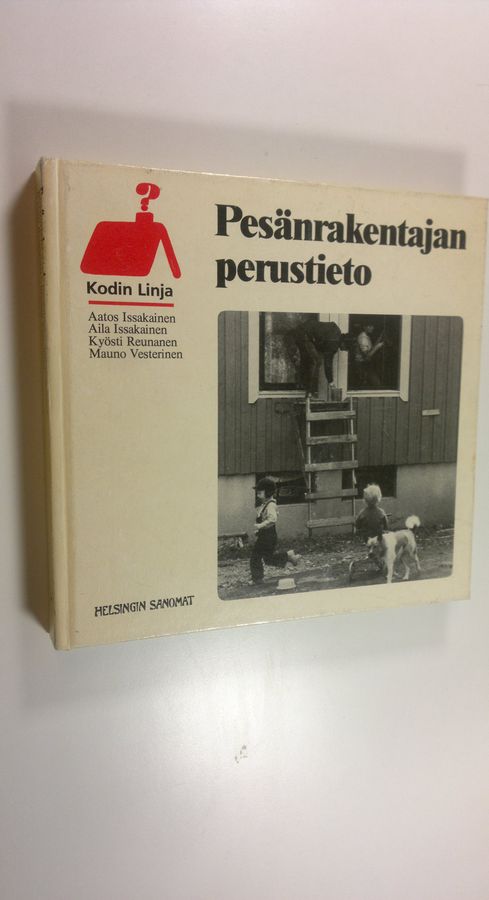 Pesänrakentajan
perustieto
Kodin Linja
Aatos Issakainen
Aila Issakainen
Kyösti Reunanen
Mauno Vesterinen
HELSINGIN SANOMAT